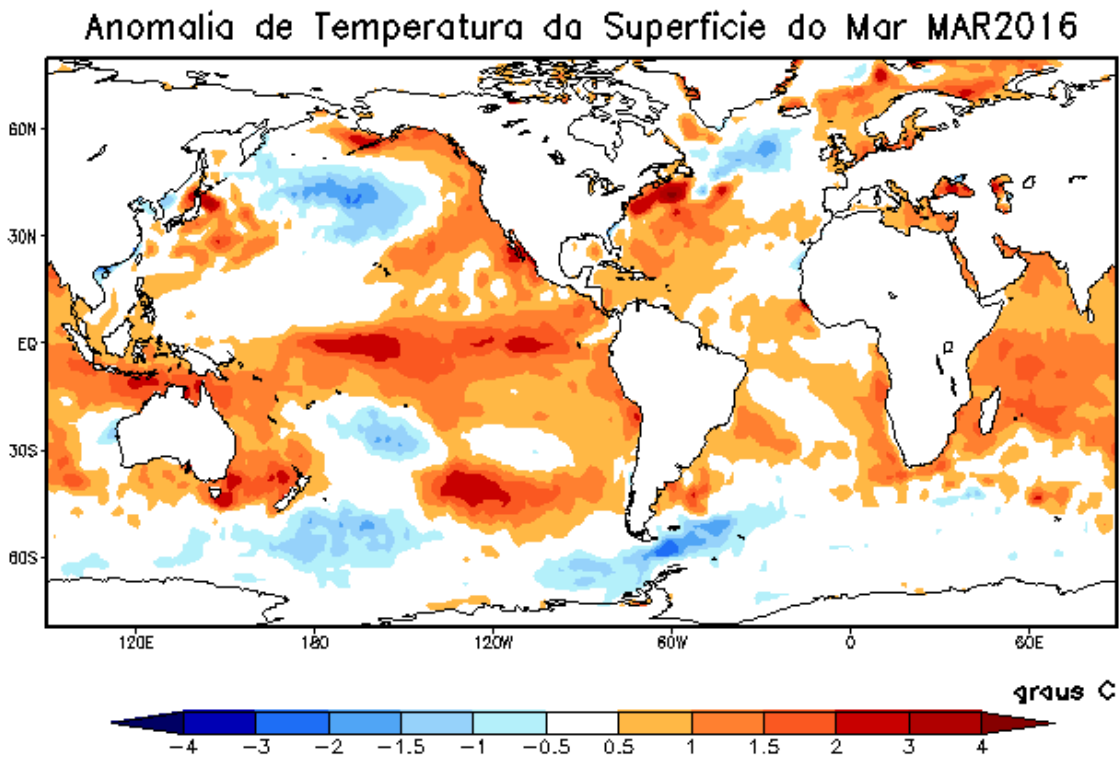 Anomalia de Temperatura da Superfície do Mar MAR2016
60N
30N
EQ
30S
60S
120E 180 120W 60W 0 60E
graus C
-4 -3 -2 -1.5 -1 -0.5 0.5 1 1.5 2 3 4